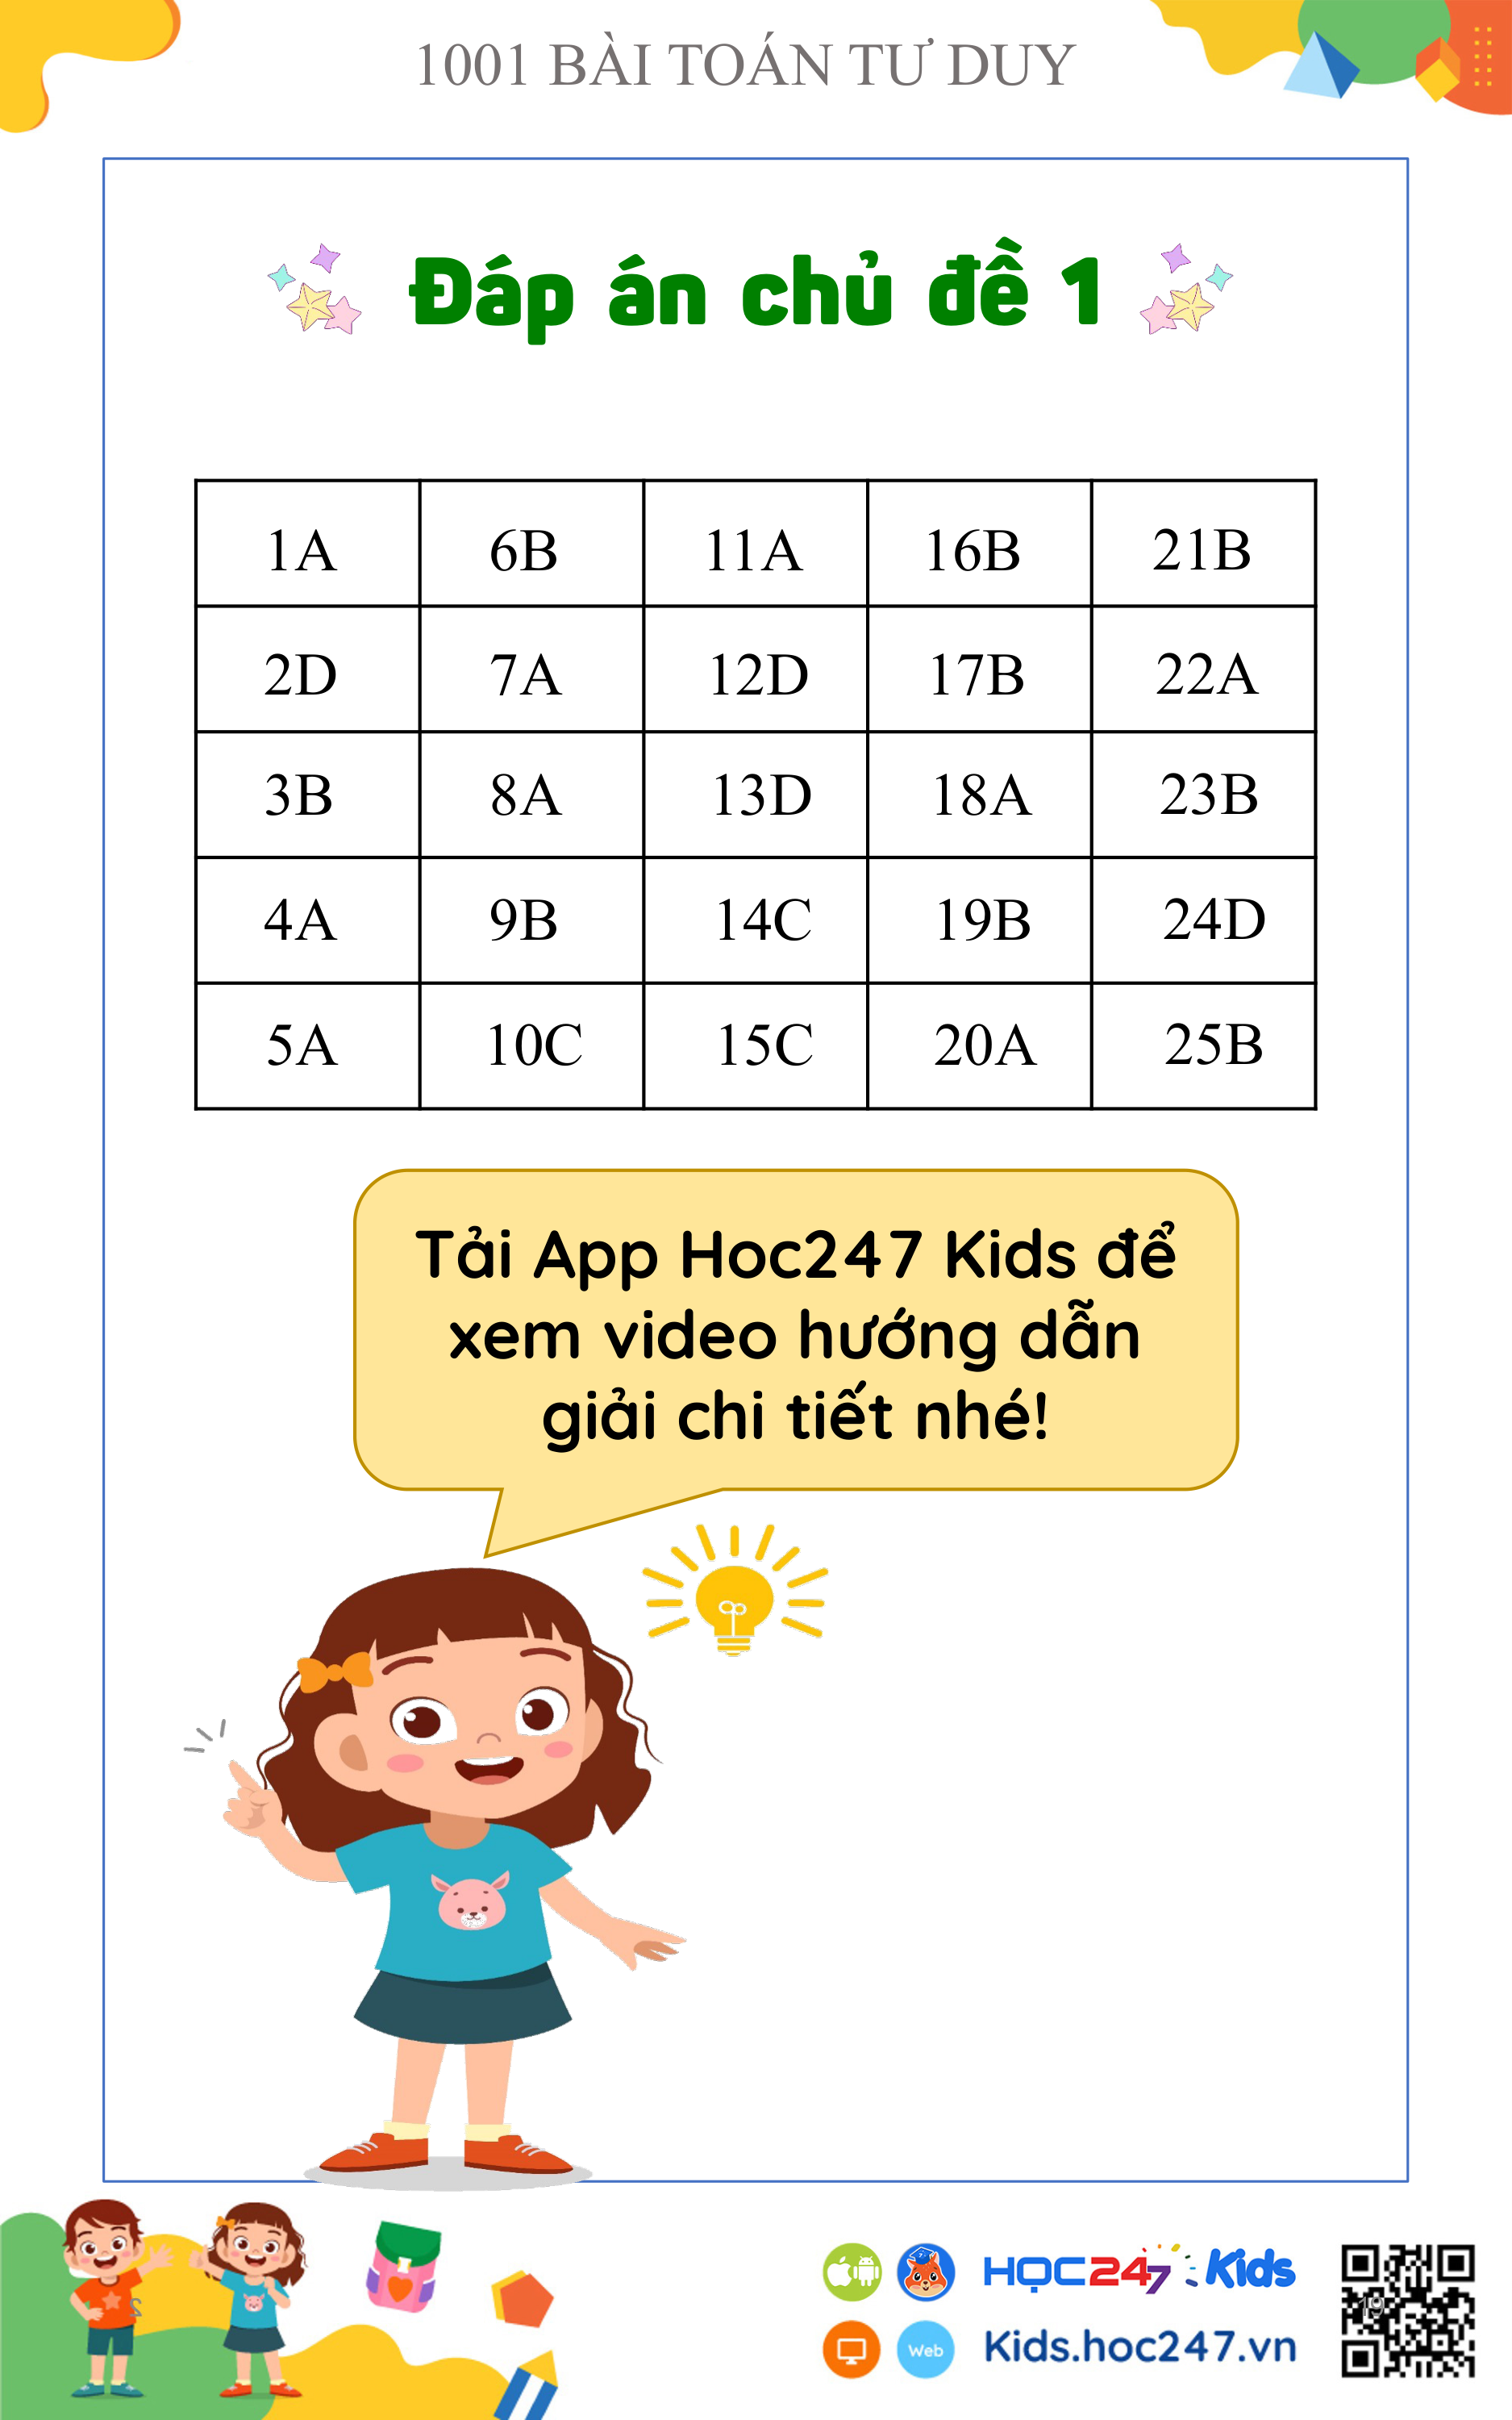 1001 BÀI TOÁN TƯ DUY
Đáp án chủ đề 1
1A 6B 11A 16B 21B
2D 7A 12D 17B 22A
3B 8A 13D 18A 23B
4A 9B 14C 19B 24D
5A 10C 15C 20A 25B
Tải App Hoc247 Kids để
xem video hướng dẫn
giải chi tiết nhé!
HỌC247 Kids
Web
Kids.hoc247.vn
2
19